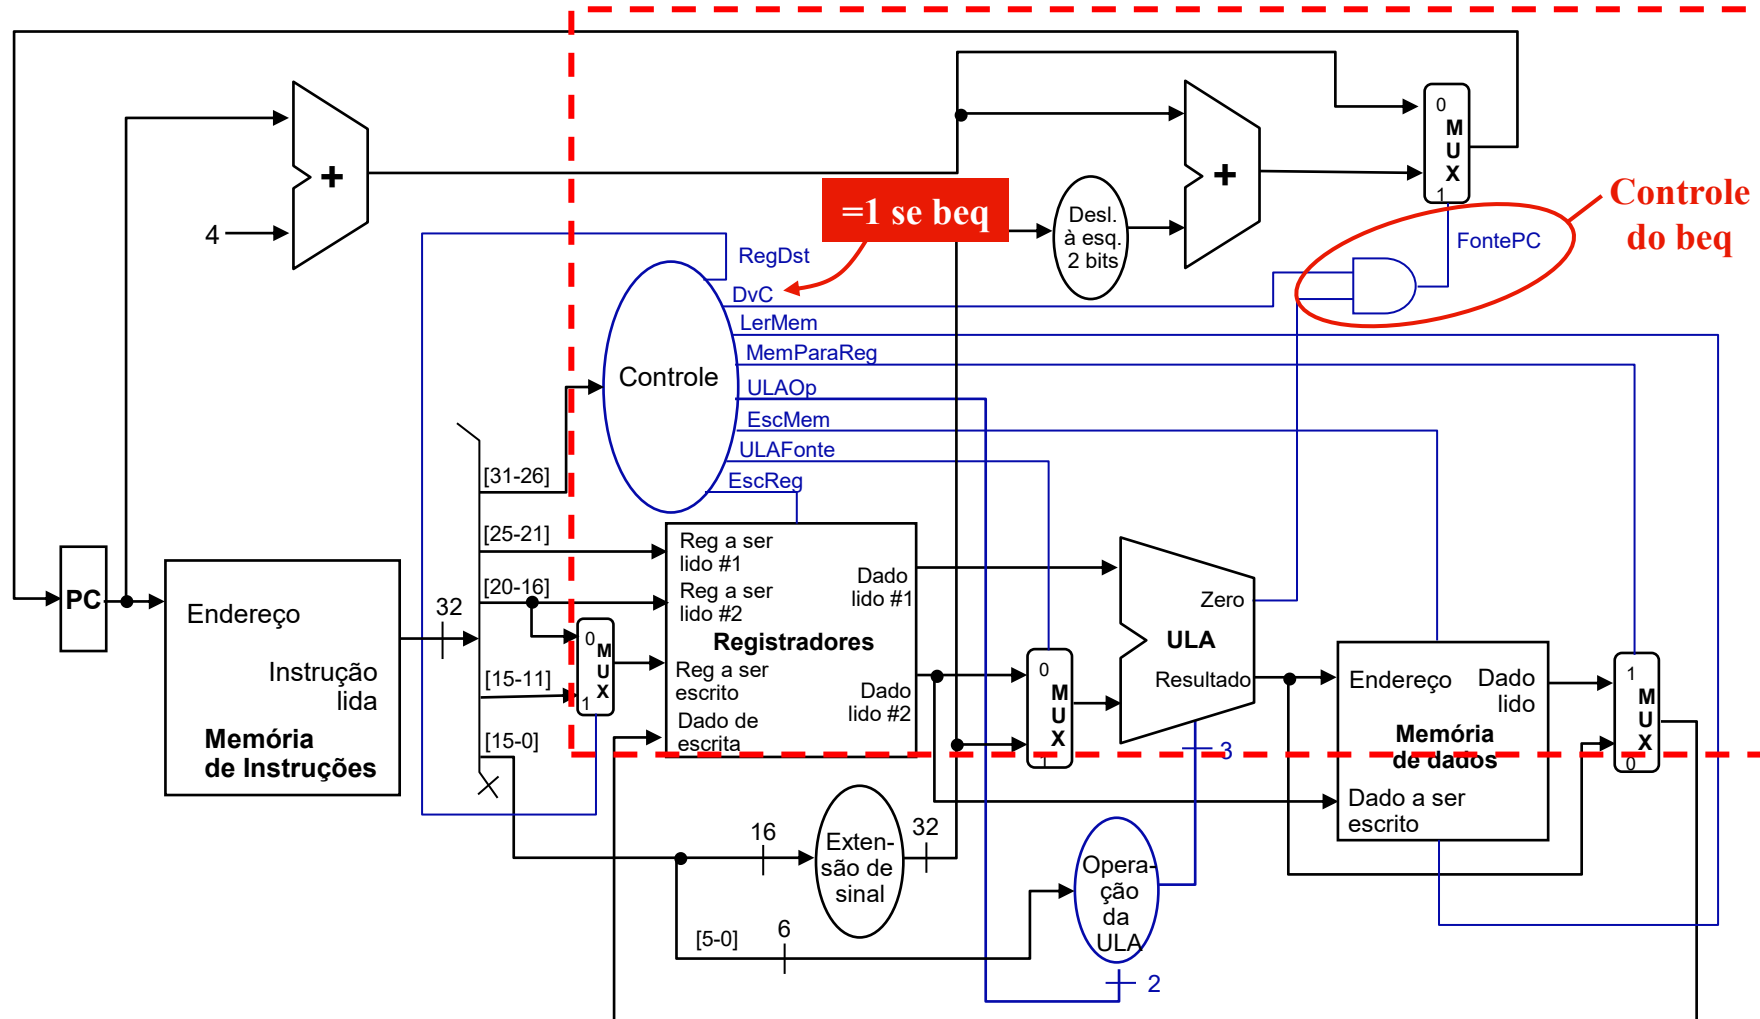 0
M
U
X
1
Controle
do beq
+
+
=1 se beq
Desl.
à esq.
2 bits
4
FontePC
RegDst
DvC
LerMem
MemParaReg
ULAOp
EscMem
ULAFonte
EscReg
Controle
[31-26]
[25-21]
[20-16]
[15-11]
[15-0]
PC
Endereço
Instrução
lida
Memória
de Instruções
32
0
M
U
X
1
Reg a ser
lido #1
Reg a ser
lido #2
Registradores
Reg a ser
escrito
Dado de
escrita
Dado
lido #1
Dado
lido #2
0
M
U
X
1
Zero
ULA
Resultado
3
Endereço
Dado
lido
Memória
de dados
Dado a ser
escrito
1
M
U
X
0
16
Exten-
são de
sinal
32
Opera-
ção
da
ULA
[5-0]
6
2